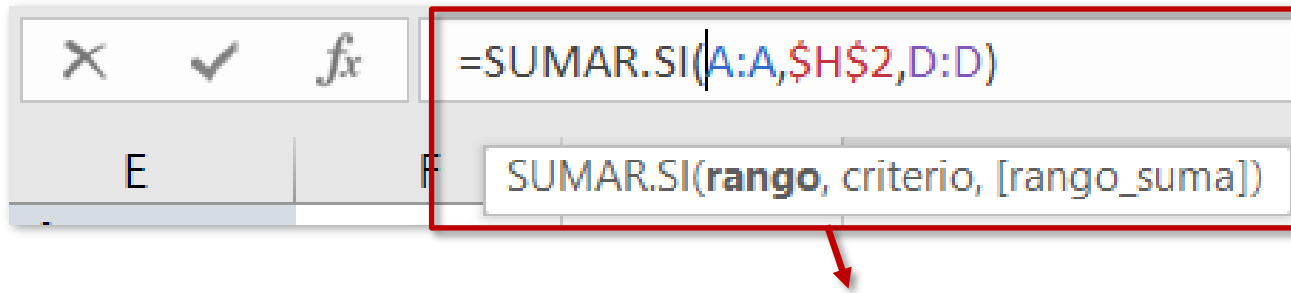 fx =SUMAR.SI(A:A,$H$2,D:D)
E F
SUMAR.SI(rango, criterio, [rango_suma])